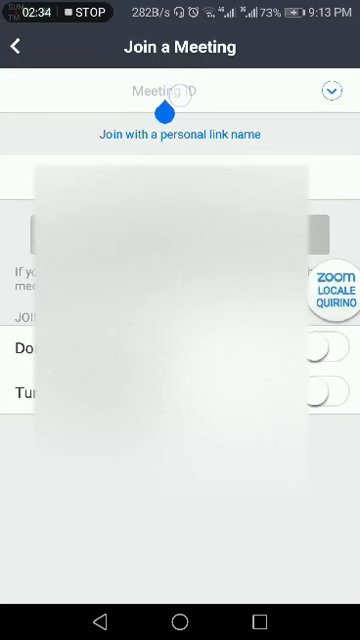 02:34 STOP 282B/s 73% 9:13 PM
Join a Meeting
Meeting ID
Join with a personal link name
zoom
LOCALE
QUIRINO
If yo
mee
JOI
Do
Tur